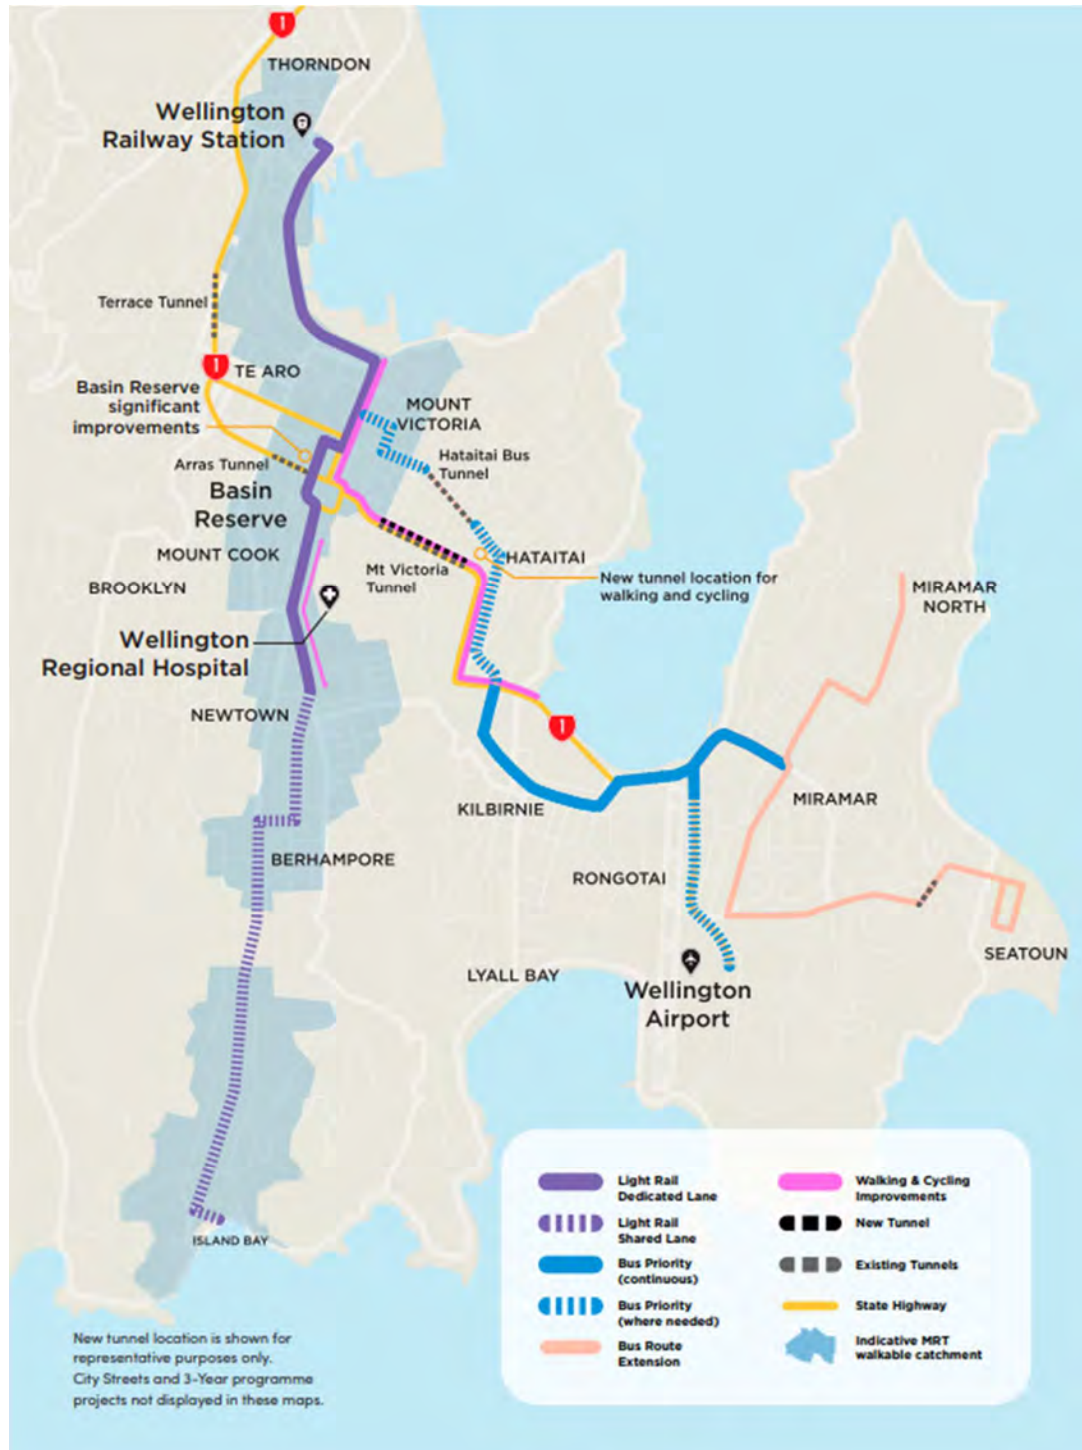 1
THORNDON
Wellington
Railway Station
Terrace Tunnel
1
TE ARO
Basin Reserve
significant
improvements
MOUNT
VICTORIA
Hataitai Bus
Tunnel
Arras Tunnel
Basin
Reserve
MOUNT COOK
Mt Victoria
Tunnel
HATAITAI
New tunnel location for
walking and cycling
BROOKLYN
MIRAMAR
NORTH
Wellington
Regional Hospital
NEWTOWN
1
KILBIRNIE
MIRAMAR
BERHAMPORE
RONGOTAI
SEATOUN
LYALL BAY
Wellington
Airport
ISLAND BAY
Light Rail
Dedicated Lane
Light Rail
Shared Lane
Bus Priority
(continuous)
Bus Priority
(where needed)
Bus Route
Extension
Walking & Cycling
Improvements
New Tunnel
Existing Tunnels
State Highway
Indicative MRT
walkable catchment
New tunnel location is shown for
representative purposes only.
City Streets and 3-Year programme
projects not displayed in these maps.